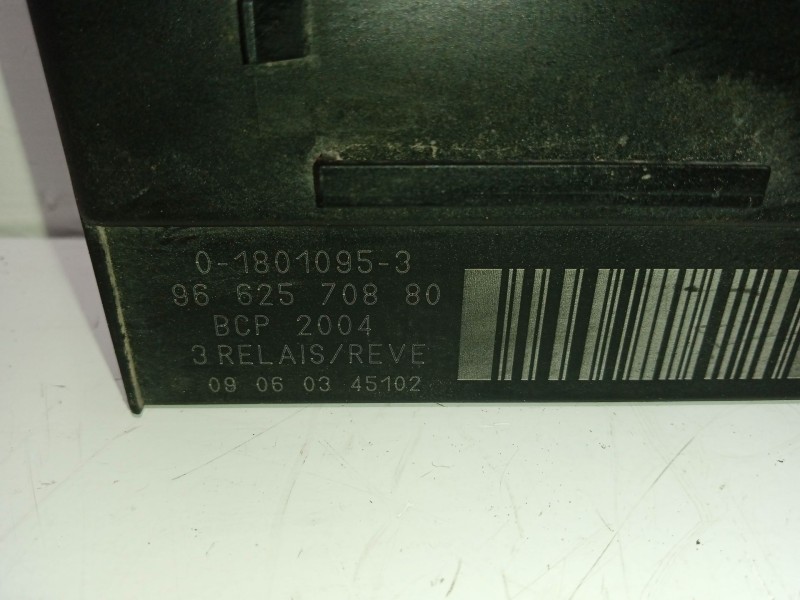 0-1801095-3
96 625 708 80
BCP 2004
3 RELAIS/REVE
09 06 03 45102